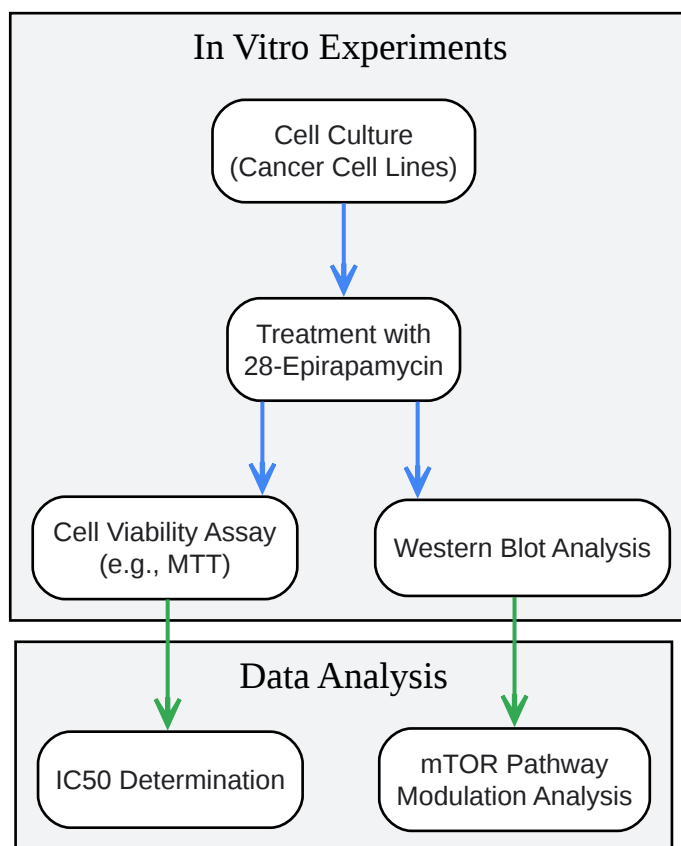 In Vitro Experiments
Cell Culture
(Cancer Cell Lines)
Treatment with
28-Epirapamycin
Cell Viability Assay
(e.g., MTT)
Western Blot Analysis
Data Analysis
IC50 Determination
mTOR Pathway
Modulation Analysis